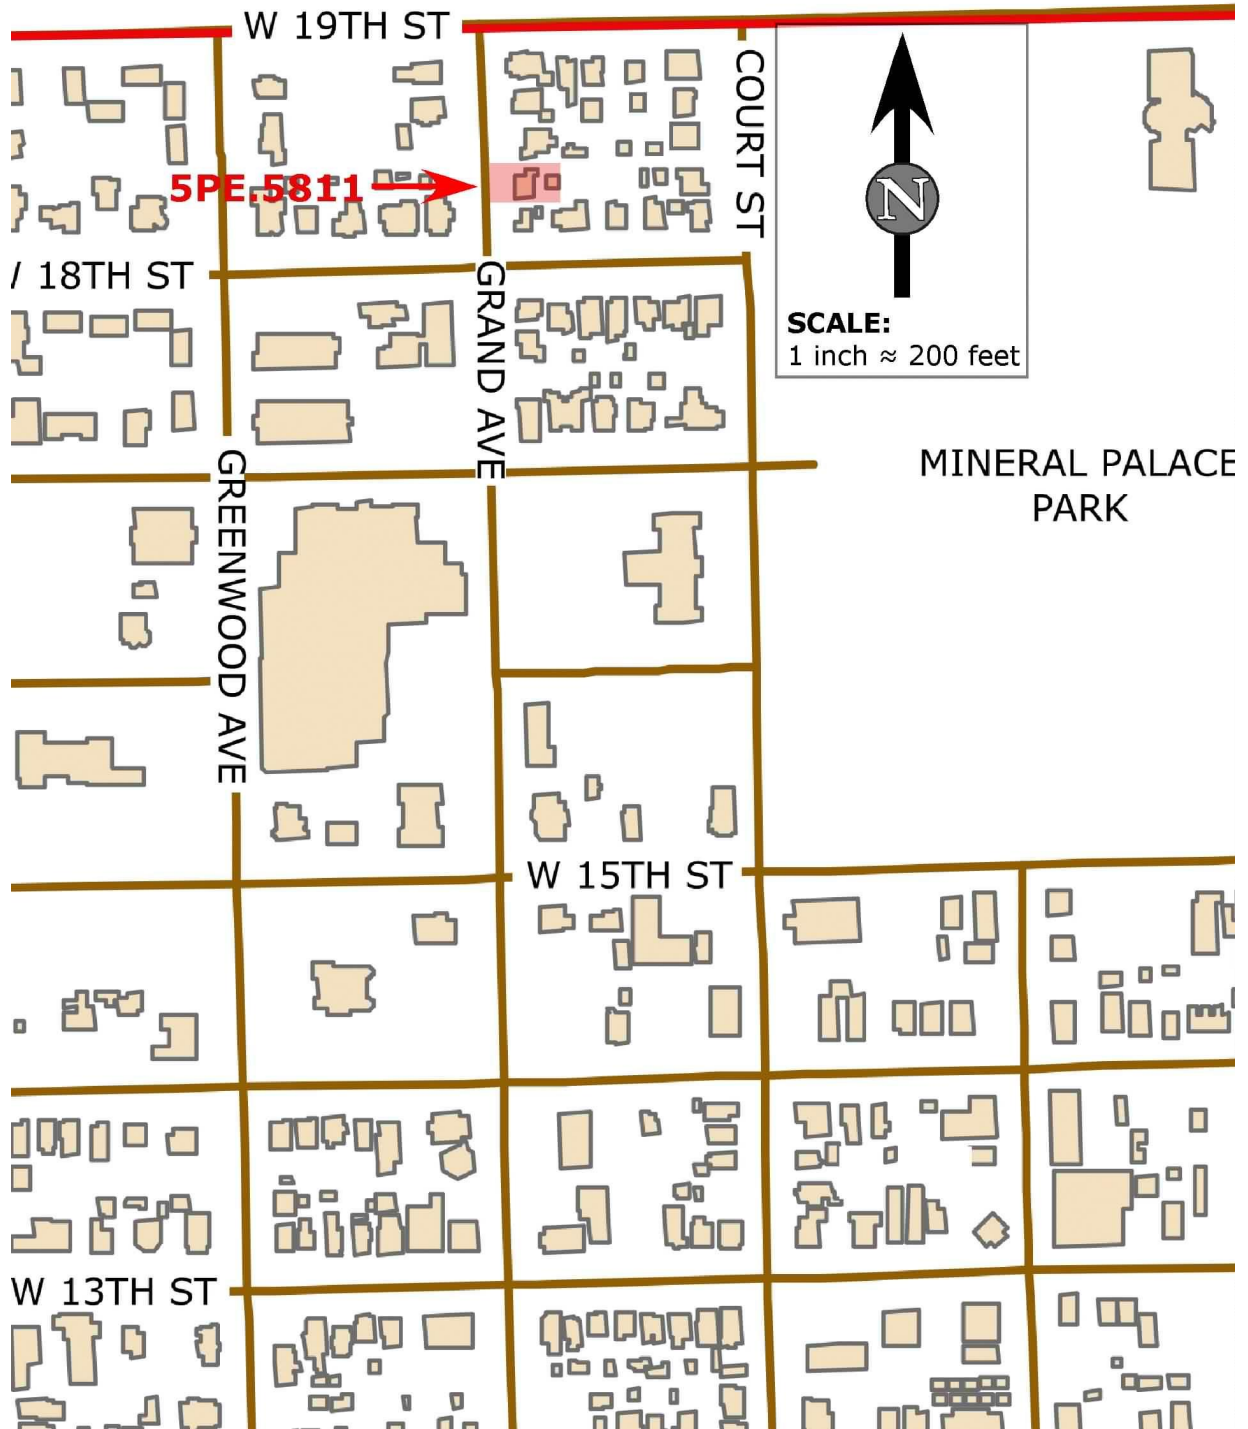 W 19TH ST
COURT ST
5PE.5811
N
W 18TH ST
GRAND AVE
SCALE:
1 inch ≈ 200 feet
GREENWOOD AVE
MINERAL PALACE
PARK
W 15TH ST
W 13TH ST